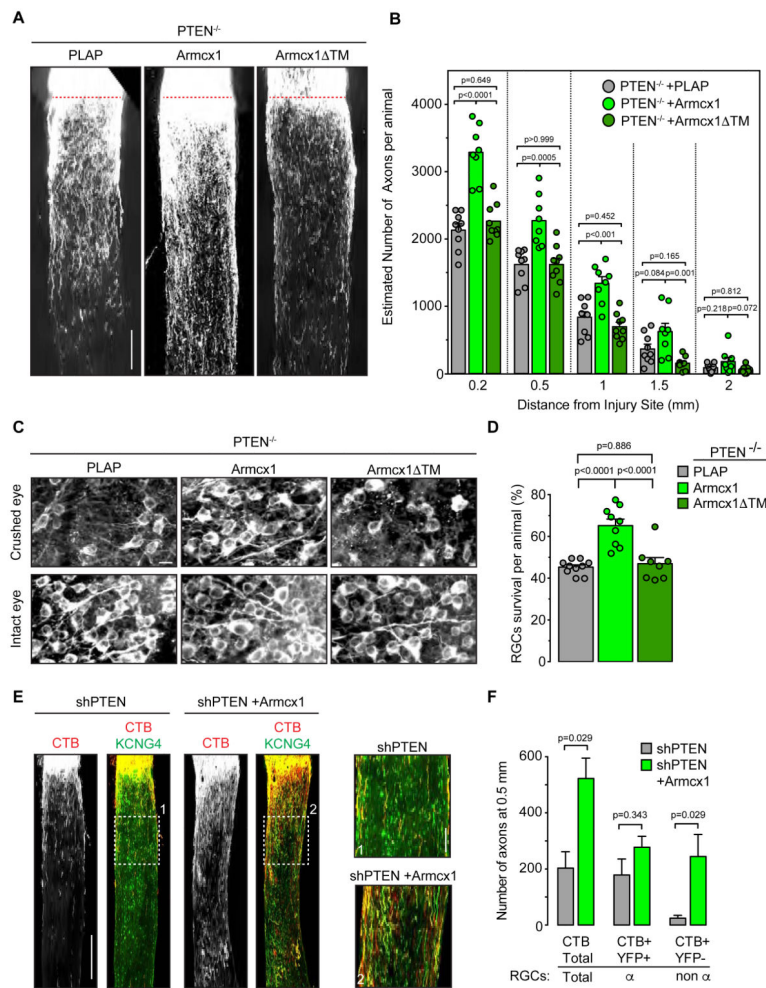 A
PTEN-/-
PLAP Armcx1 Armcx1ΔTM
B
Estimated Number of Axons per animal
4000
3000
2000
1000
0
PTEN-/- +PLAP
PTEN-/- +Armcx1
PTEN-/- +Armcx1ΔTM
p=0.649
p<0.0001
p>0.999
p=0.0005
p=0.452
p<0.001
p=0.165
p=0.084 p=0.001
p=0.812
p=0.218 p=0.072
0.2 0.5 1 1.5 2
Distance from Injury Site (mm)
C
PTEN-/-
PLAP Armcx1 Armcx1ΔTM
Crushed eye
Intact eye
D
PTEN -/-
PLAP
Armcx1
Armcx1ΔTM
p=0.886
p<0.0001 p<0.0001
RGCs survival per animal (%)
80
60
40
20
0
E
shPTEN shPTEN +Armcx1
CTB CTB KCNG4 CTB CTB KCNG4
1
2
shPTEN
1
shPTEN +Armcx1
2
F
shPTEN
shPTEN
+Armcx1
p=0.029
p=0.343 p=0.029
Number of axons at 0.5 mm
600
400
200
0
CTB CTB+ CTB+
Total YFP+ YFP-
RGCs: Total α non α